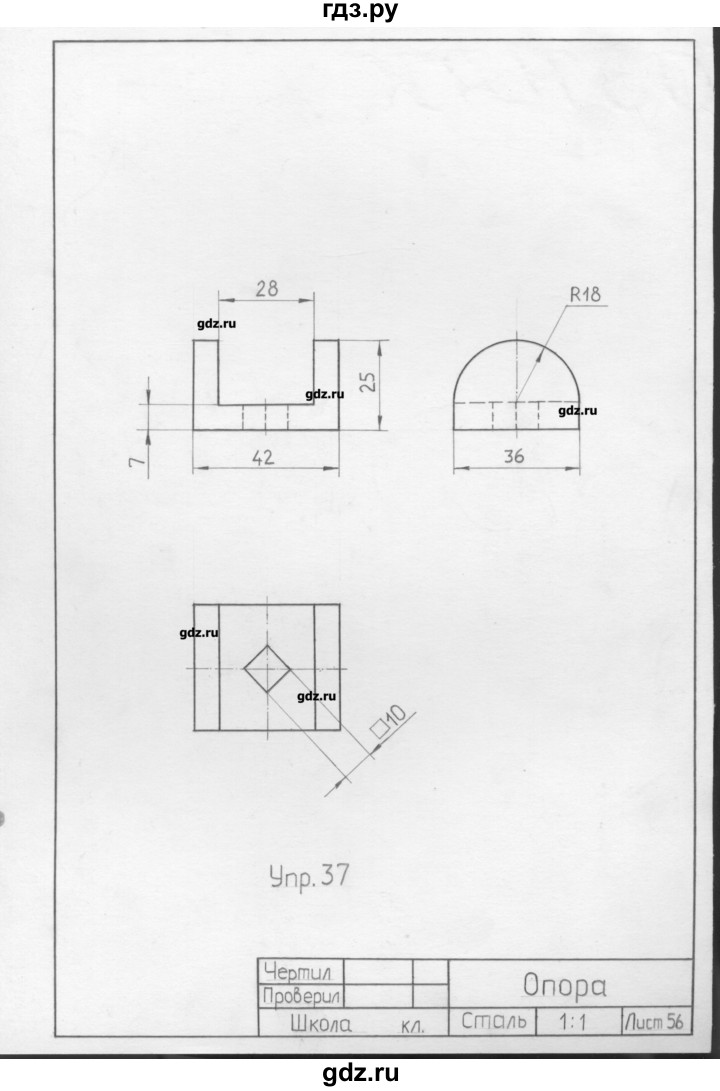 гдз.ру
28
R18
gdz.ru
25
gdz.ru
gdz.ru
7
42
36
gdz.ru
gdz.ru
□10
Упр. 37
Чертил
Проверил
Опора
Школа кл.
Сталь
1:1
Лист 56
gdz.ru